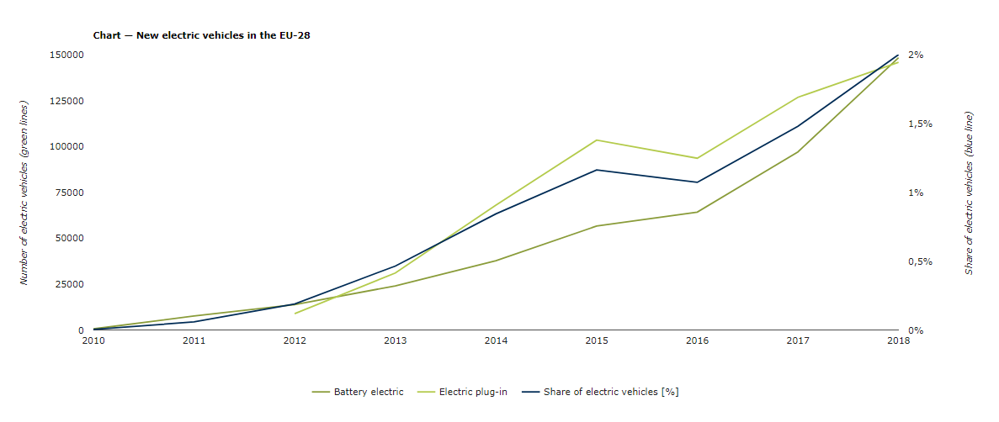 Chart — New electric vehicles in the EU-28
Number of electric vehicles (green lines)
150000
125000
100000
75000
50000
25000
0
2%
1,5%
1%
0,5%
0%
Share of electric vehicles (blue line)
2010 2011 2012 2013 2014 2015 2016 2017 2018
Battery electric Electric plug-in Share of electric vehicles [%]